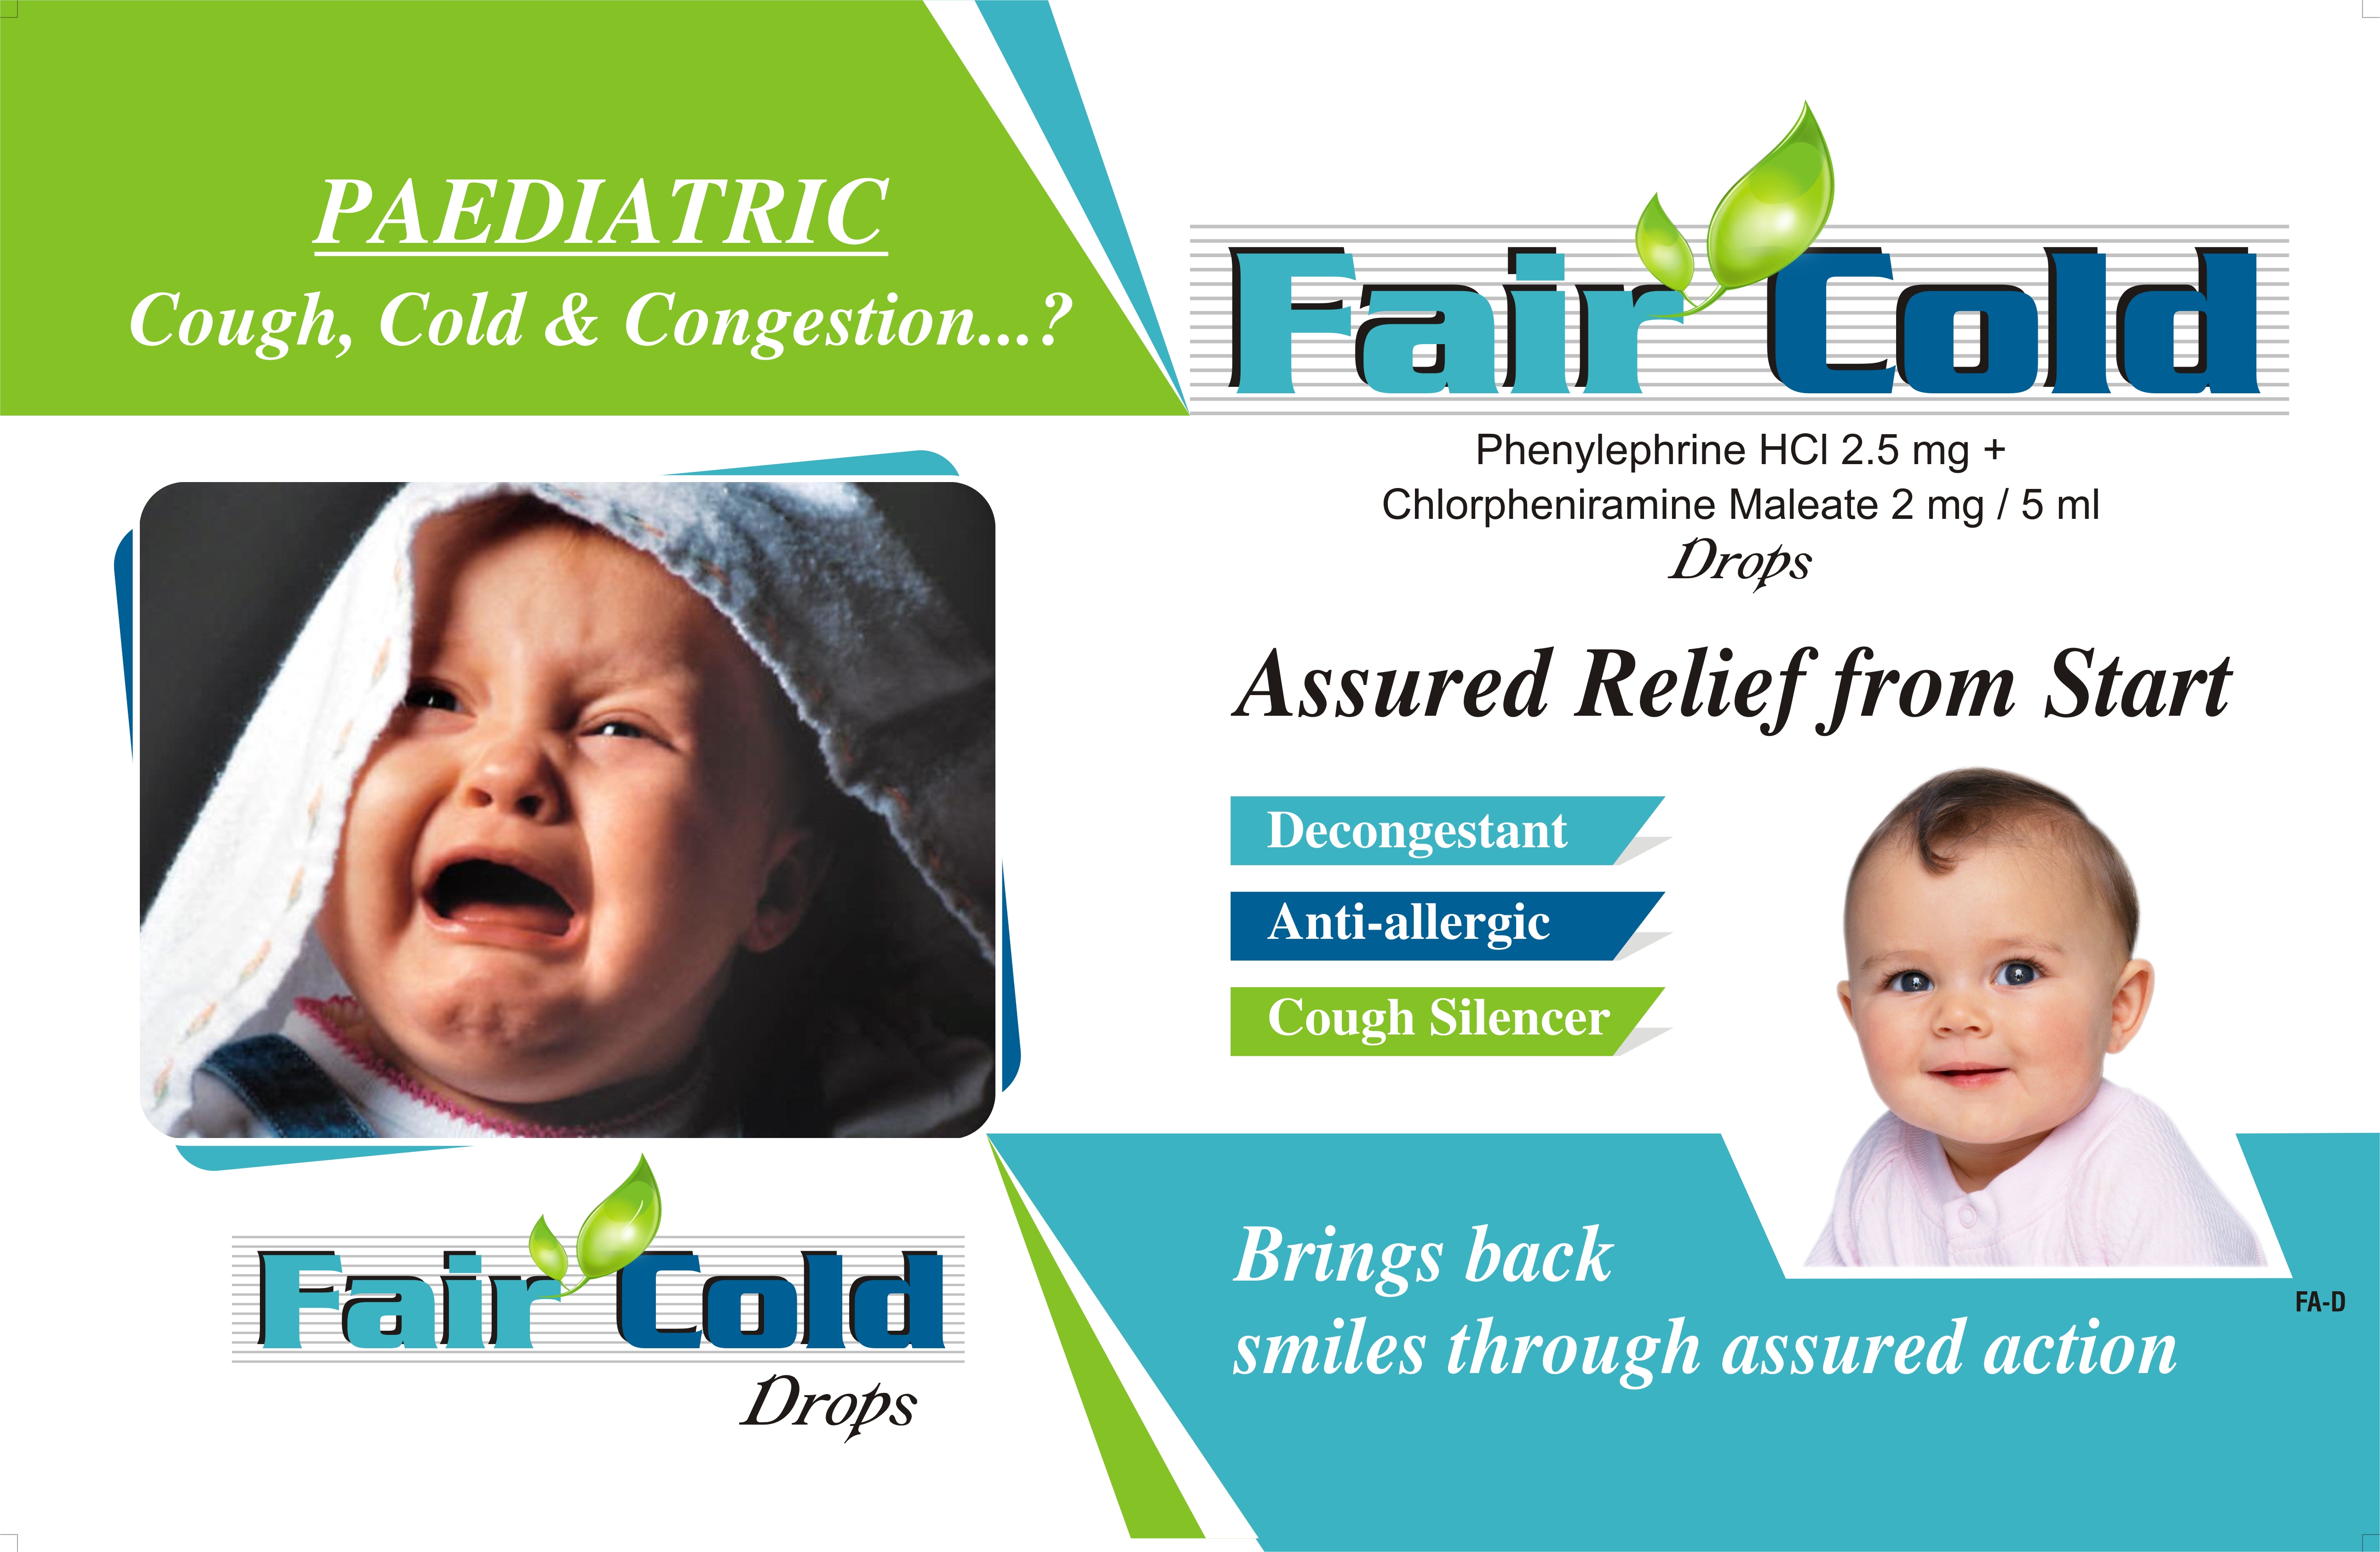 PAEDIATRIC
Cough, Cold & Congestion...?
Fair Cold
Drops
Fair Cold
Phenylephrine HCl 2.5 mg +
Chlorpheniramine Maleate 2 mg / 5 ml
Drops
Assured Relief from Start
Decongestant
Anti-allergic
Cough Silencer
Brings back
smiles through assured action
FA-D